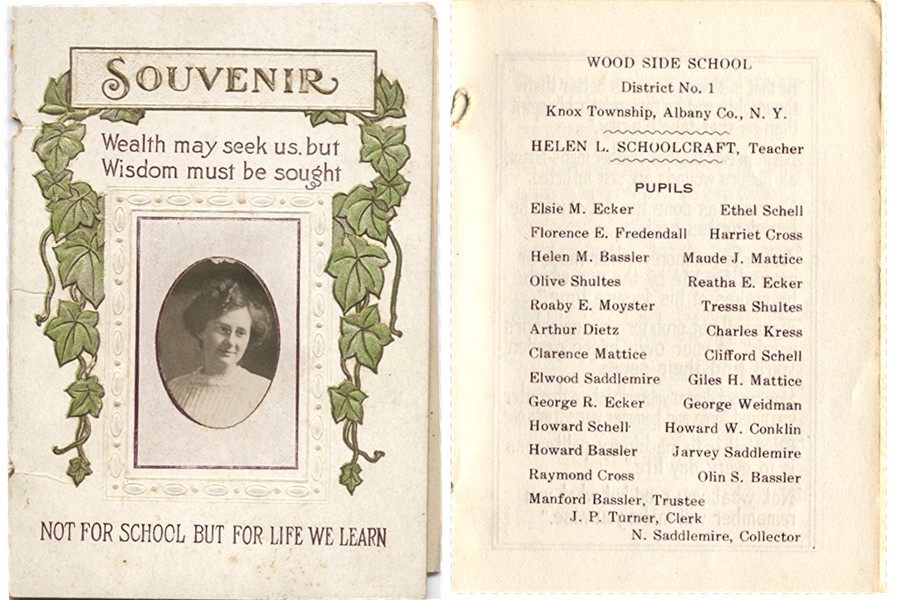 SOUVENIR
Wealth may seek us, but
Wisdom must be sought
NOT FOR SCHOOL BUT FOR LIFE WE LEARN
WOOD SIDE SCHOOL
District No. 1
Knox Township, Albany Co., N. Y.
HELEN L. SCHOOLCRAFT, Teacher
PUPILS
Elsie M. Ecker Ethel Schell
Florence E. Fredendall Harriet Cross
Helen M. Bassler Maude J. Mattice
Olive Shultes Reatha E. Ecker
Roaby E. Moyster Tressa Shultes
Arthur Dietz Charles Kress
Clarence Mattice Clifford Schell
Elwood Saddlemire Giles H. Mattice
George R. Ecker George Weidman
Howard Schell Howard W. Conklin
Howard Bassler Jarvey Saddlemire
Raymond Cross Olin S. Bassler
Manford Bassler, Trustee
J. P. Turner, Clerk
N. Saddlemire, Collector